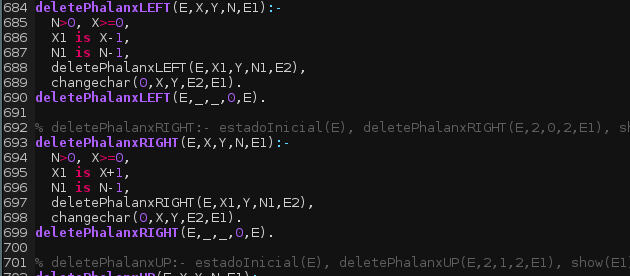 684 deletePhalanxLEFT(E,X,Y,N,E1):-
685   N>0, X>=0,
686   X1 is X-1,
687   N1 is N-1,
688   deletePhalanxLEFT(E,X1,Y,N1,E2),
689   changechar(0,X,Y,E2,E1).
690 deletePhalanxLEFT(E,_,_,0,E).
691
692 % deletePhalanxRIGHT:- estadoInicial(E), deletePhalanxRIGHT(E,2,0,2,E1), sh
693 deletePhalanxRIGHT(E,X,Y,N,E1):-
694   N>0, X>=0,
695   X1 is X+1,
696   N1 is N-1,
697   deletePhalanxRIGHT(E,X1,Y,N1,E2),
698   changechar(0,X,Y,E2,E1).
699 deletePhalanxRIGHT(E,_,_,0,E).
700
701 % deletePhalanxUP:- estadoInicial(E), deletePhalanxUP(E,2,1,2,E1), show(E1)